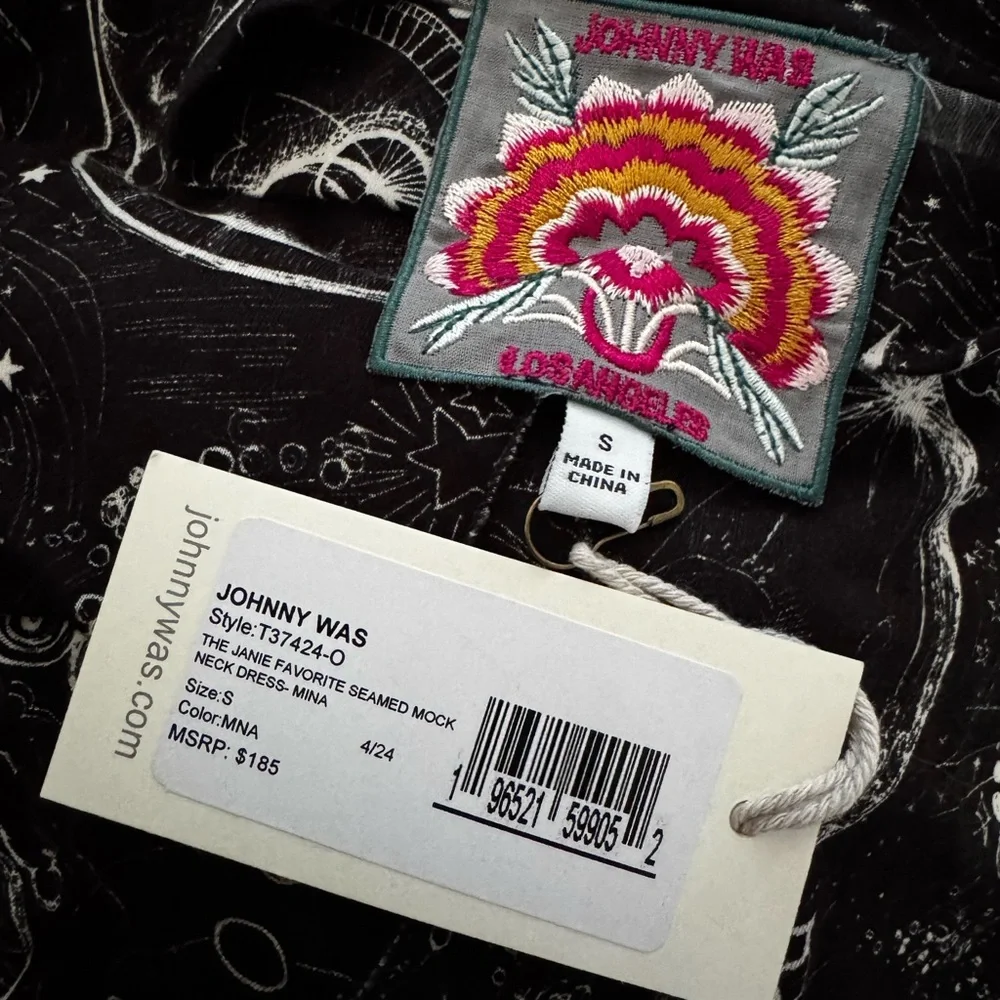 JOHNNY WAS
LOS ANGELES
S
MADE IN
CHINA
johnnywas.com
JOHNNY WAS
Style:T37424-O
THE JANIE FAVORITE SEAMED MOCK
NECK DRESS- MINA
Size:S
Color:MNA
4/24
MSRP: $185
1 96521 59905 2